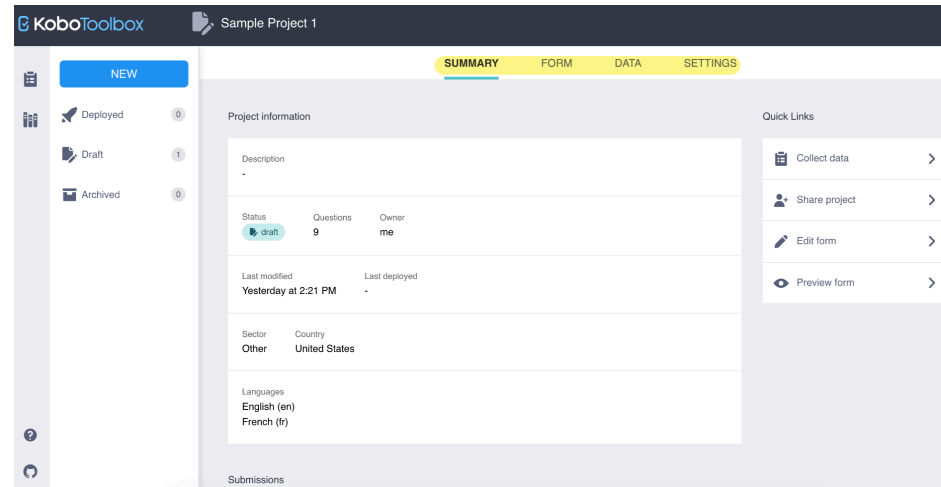 KoboToolbox
Sample Project 1
NEW
Deployed 0
Draft 1
Archived 0
SUMMARY FORM DATA SETTINGS
Project information
Description
-
Status Questions Owner
draft 9 me
Last modified Last deployed
Yesterday at 2:21 PM -
Sector Country
Other United States
Languages
English (en)
French (fr)
Submissions
Quick Links
Collect data
Share project
Edit form
Preview form